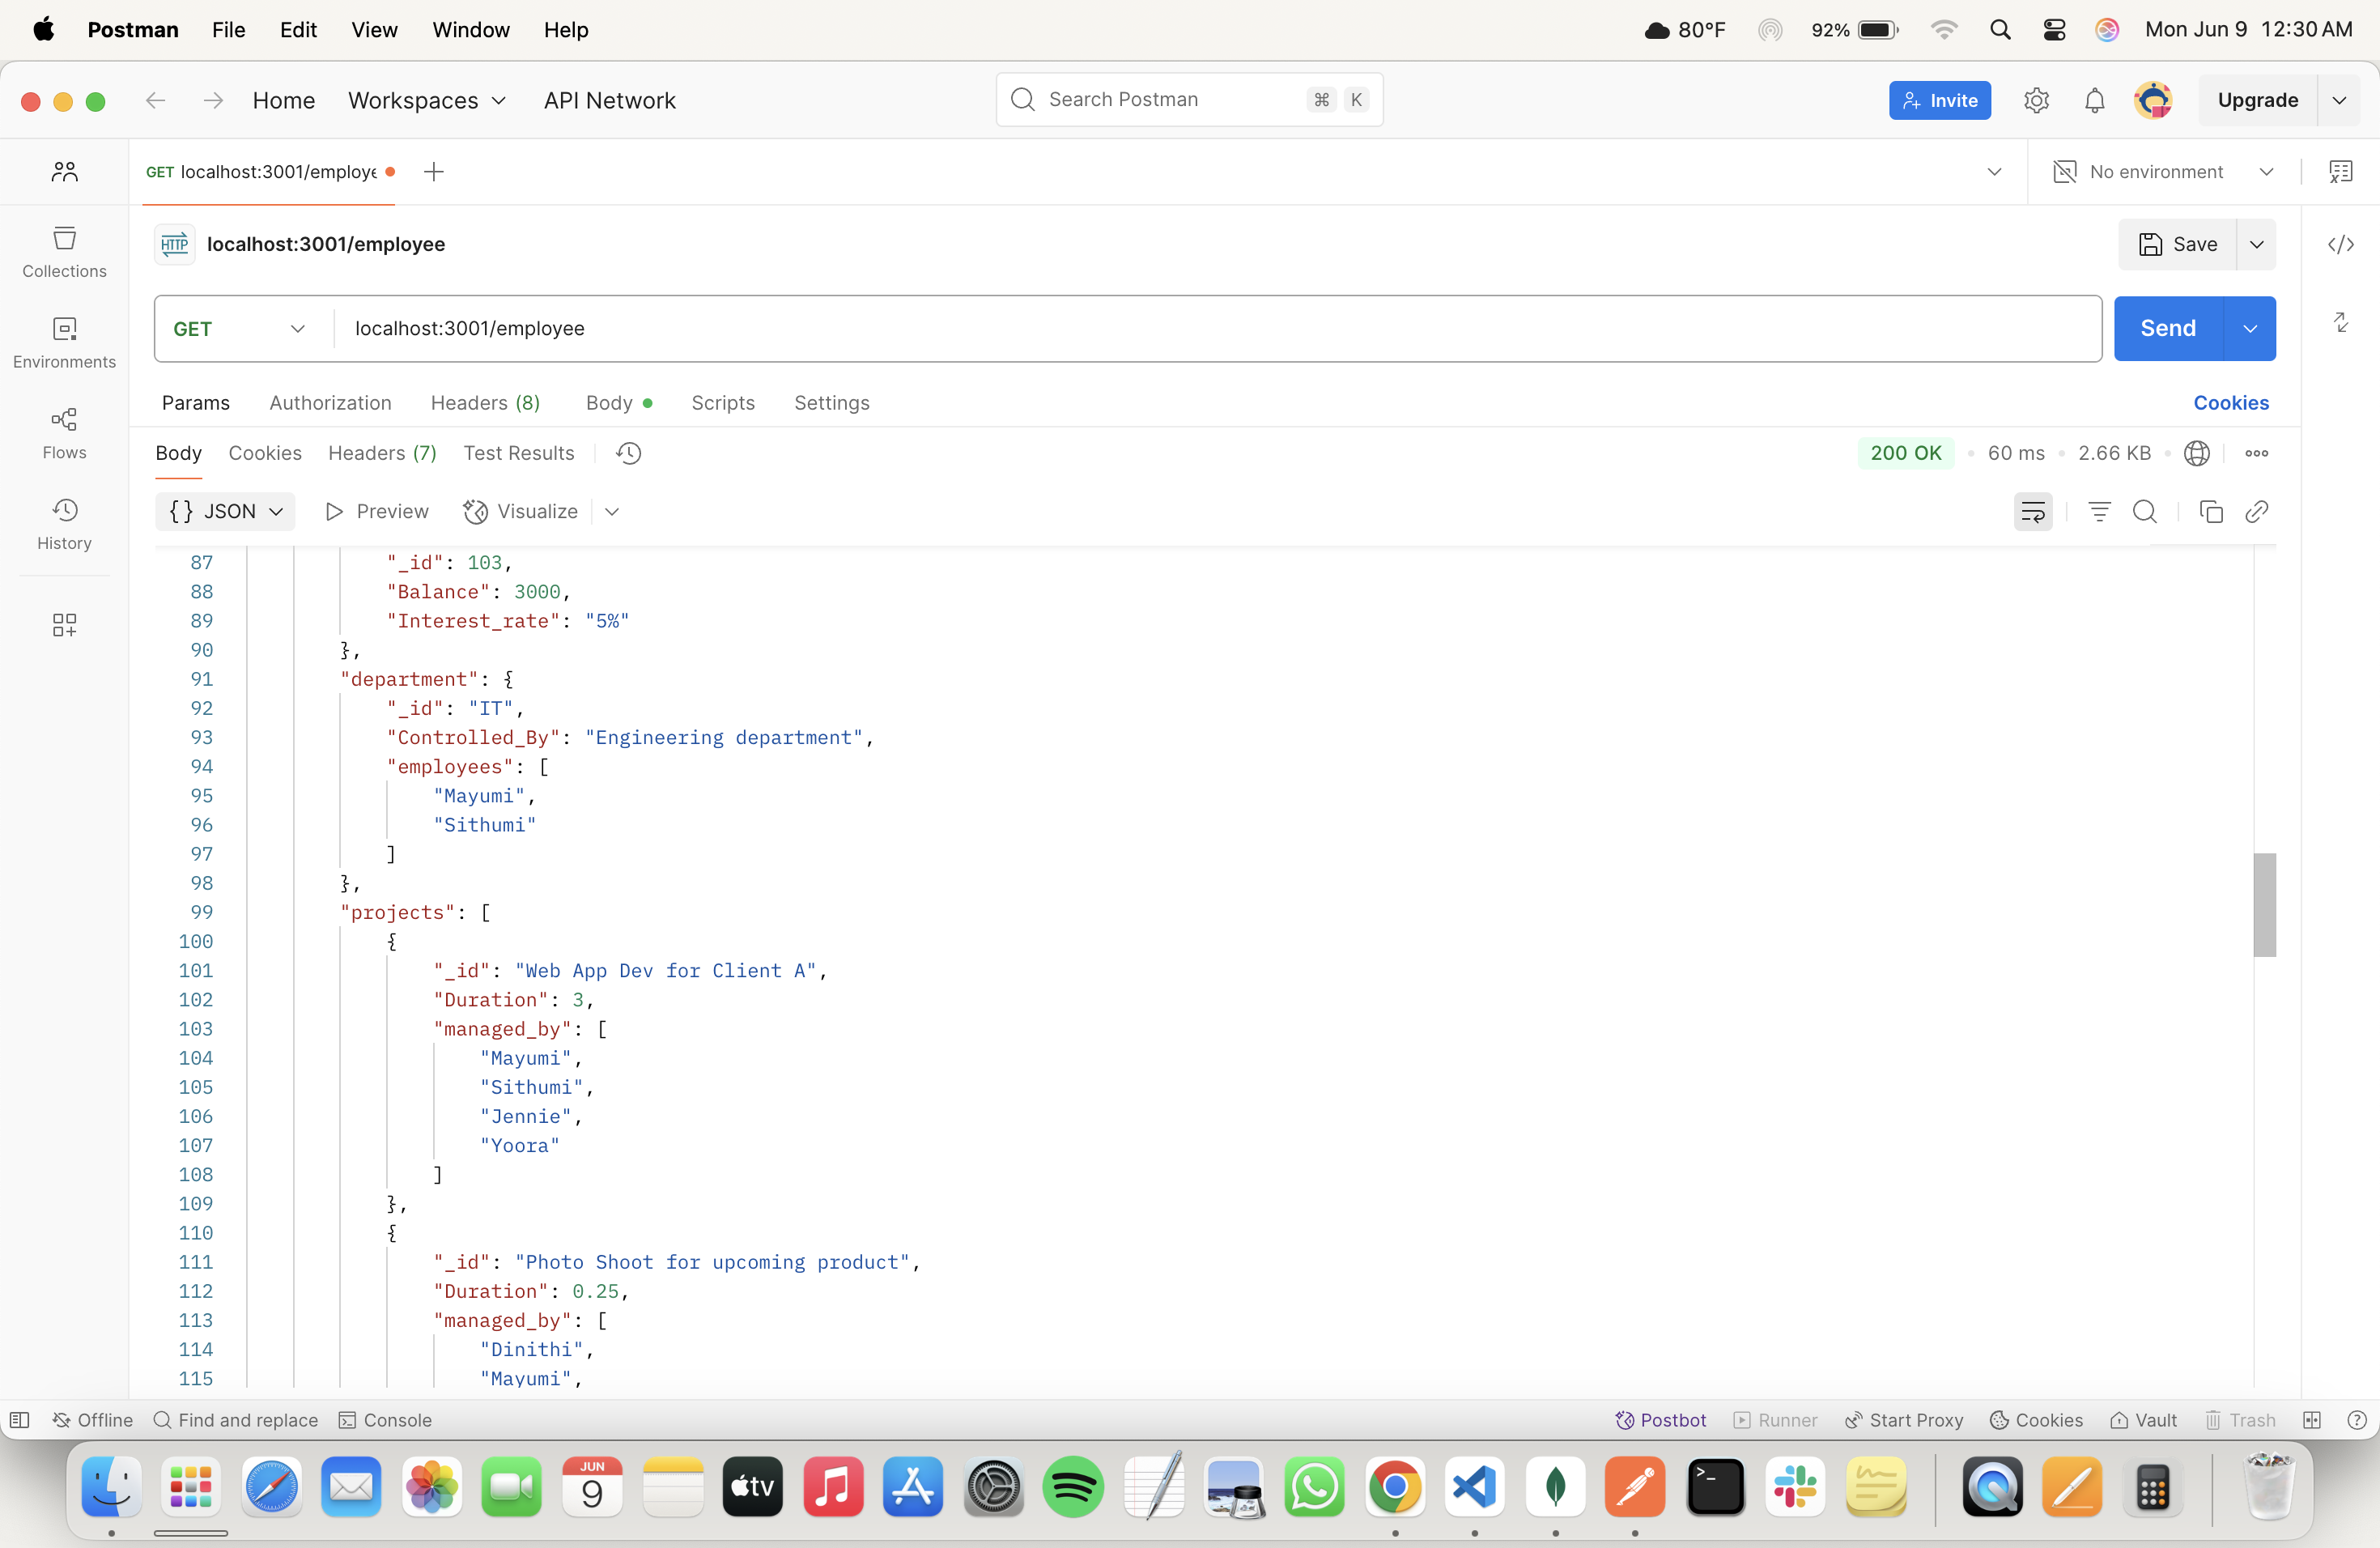 Postman File Edit View Window Help 80°F 92% Mon Jun 9 12:30 AM
Home Workspaces API Network Search Postman ⌘ K Invite Upgrade
GET localhost:3001/employe No environment
HTTP localhost:3001/employee Save
Collections
GET localhost:3001/employee Send
Environments
Params Authorization Headers (8) Body Scripts Settings Cookies
Flows
Body Cookies Headers (7) Test Results 200 OK 60 ms 2.66 KB
History
{} JSON Preview Visualize
87 "_id": 103,
88 "Balance": 3000,
89 "Interest_rate": "5%"
90 },
91 "department": {
92 "_id": "IT",
93 "Controlled_By": "Engineering department",
94 "employees": [
95 "Mayumi",
96 "Sithumi"
97 ]
98 },
99 "projects": [
100 {
101 "_id": "Web App Dev for Client A",
102 "Duration": 3,
103 "managed_by": [
104 "Mayumi",
105 "Sithumi",
106 "Jennie",
107 "Yoora"
108 ]
109 },
110 {
111 "_id": "Photo Shoot for upcoming product",
112 "Duration": 0.25,
113 "managed_by": [
114 "Dinithi",
115 "Mayumi",
Offline Find and replace Console Postbot Runner Start Proxy Cookies Vault Trash
JUN
9
tv